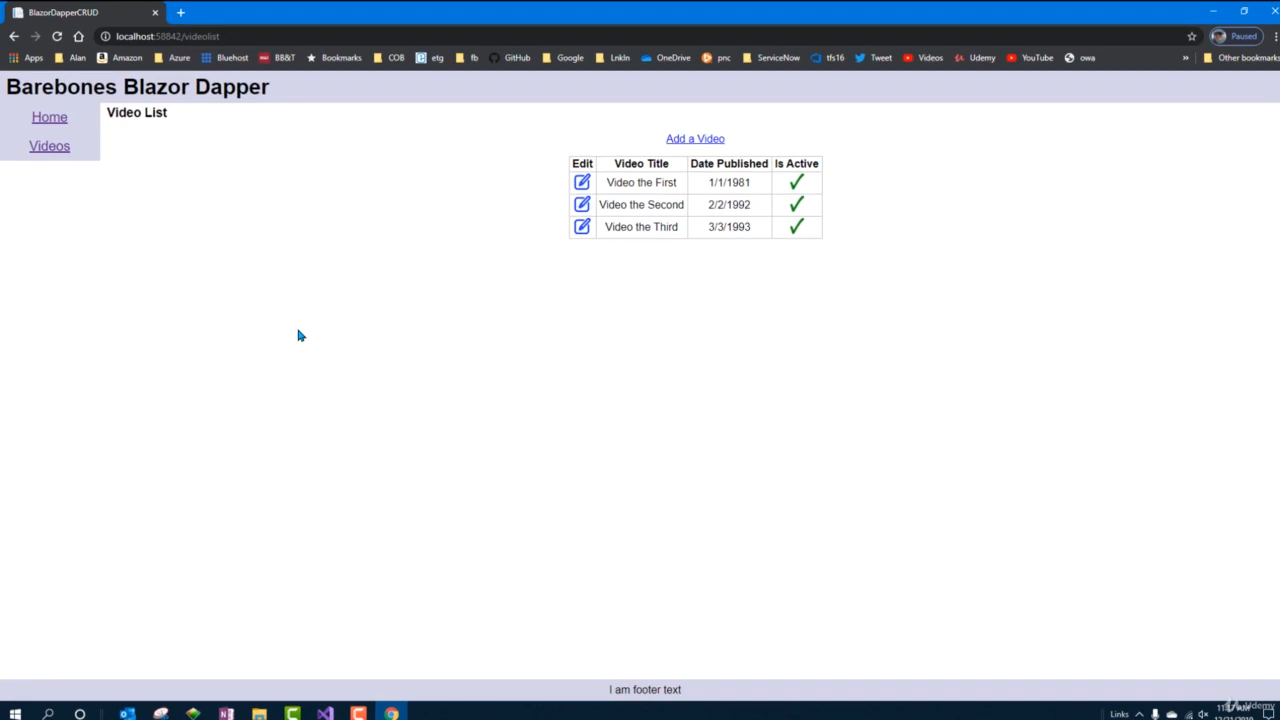 BlazorDapperCRUD
localhost:58842/videolist
Paused
Apps Alan Amazon Azure Bluehost BB&T Bookmarks COB etg fb GitHub Google LnkIn OneDrive pnc ServiceNow tfs16 Tweet Videos Udemy YouTube owa » Other bookmarks
Barebones Blazor Dapper
Home
Videos
Video List
Add a Video
Edit Video Title Date Published Is Active
Video the First 1/1/1981
Video the Second 2/2/1992
Video the Third 3/3/1993
I am footer text
Links
Udemy